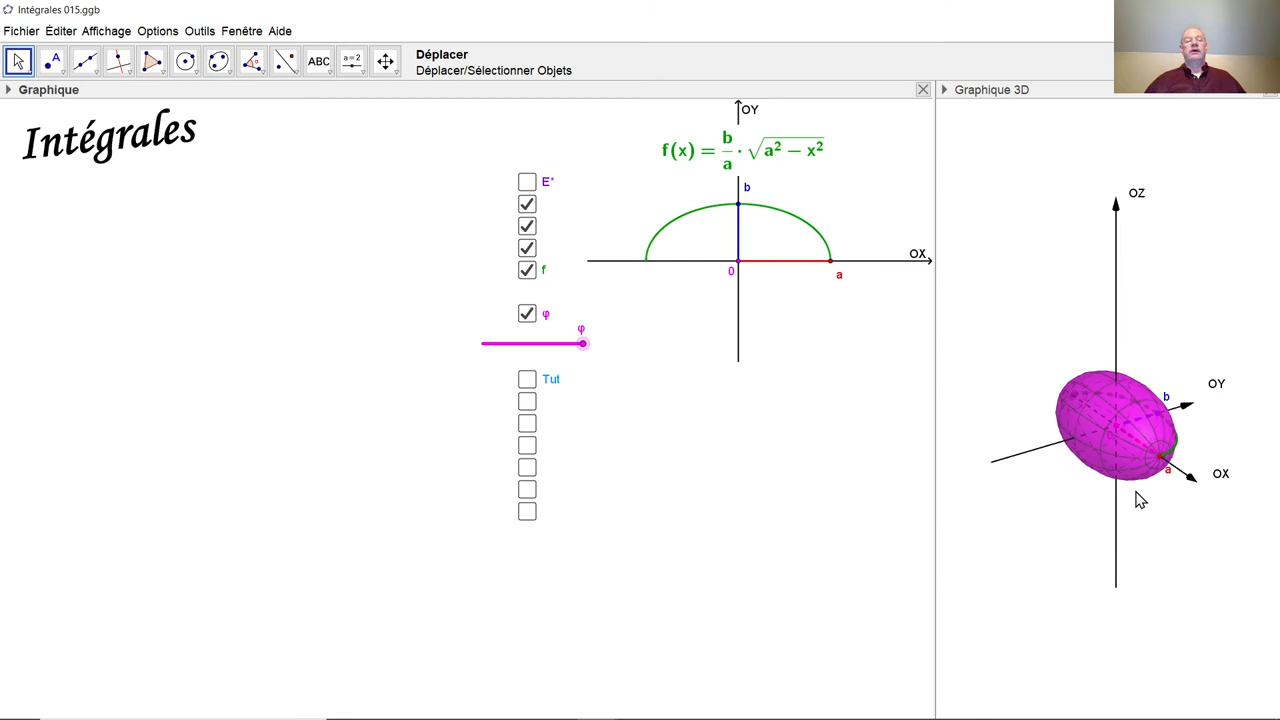 Intégrales 015.ggb
Fichier Éditer Affichage Options Outils Fenêtre Aide
A
ABC
a=2
Déplacer
Déplacer/Sélectionner Objets
Graphique
Graphique 3D
Intégrales
OY
f(x) = b/a · √(a² − x²)
E*
b
f
OX
0
a
φ
φ
Tut
OZ
OY
b
0
a
OX